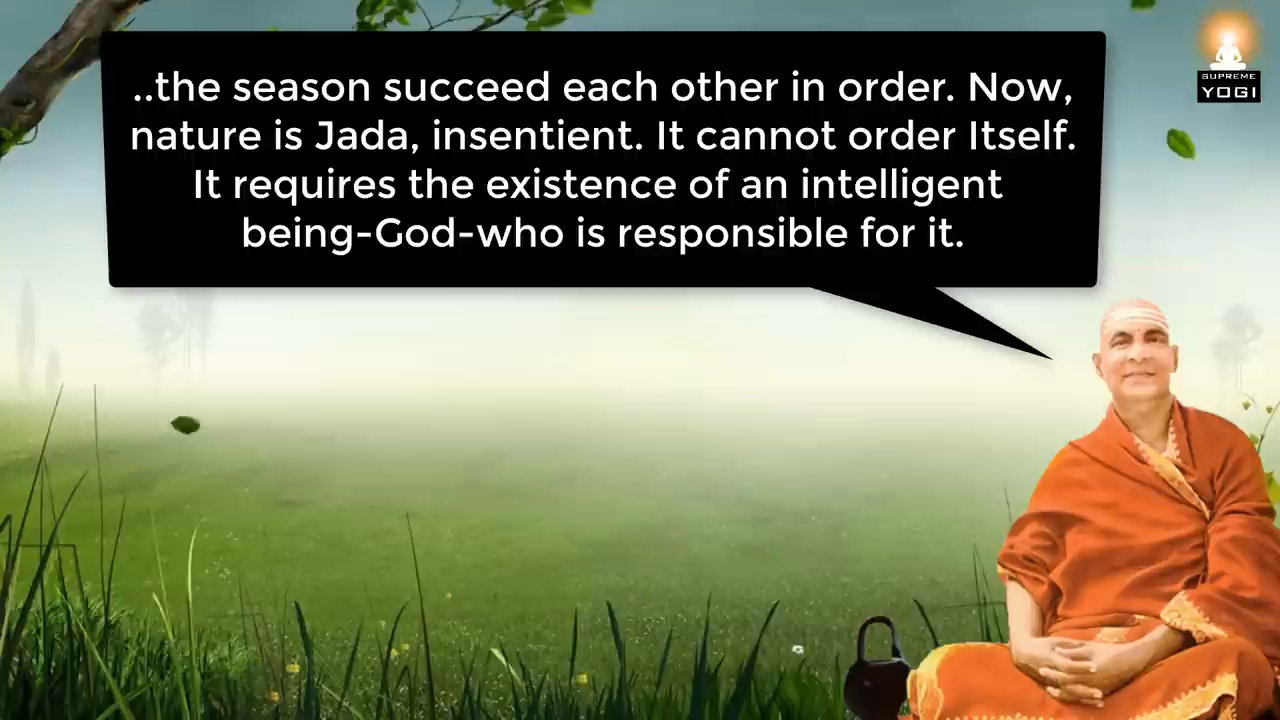 ..the season succeed each other in order. Now,
nature is Jada, insentient. It cannot order Itself.
It requires the existence of an intelligent
being-God-who is responsible for it.
SUPREME
YOGI